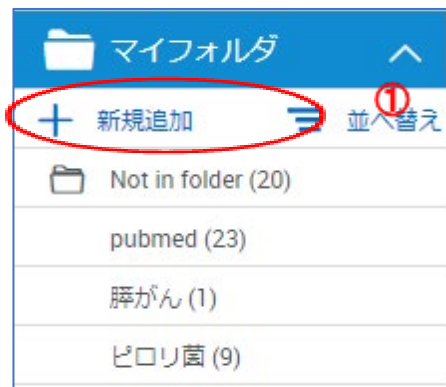 マイフォルダ
新規追加 並べ替え
①
Not in folder (20)
pubmed (23)
膵がん (1)
ピロリ菌 (9)